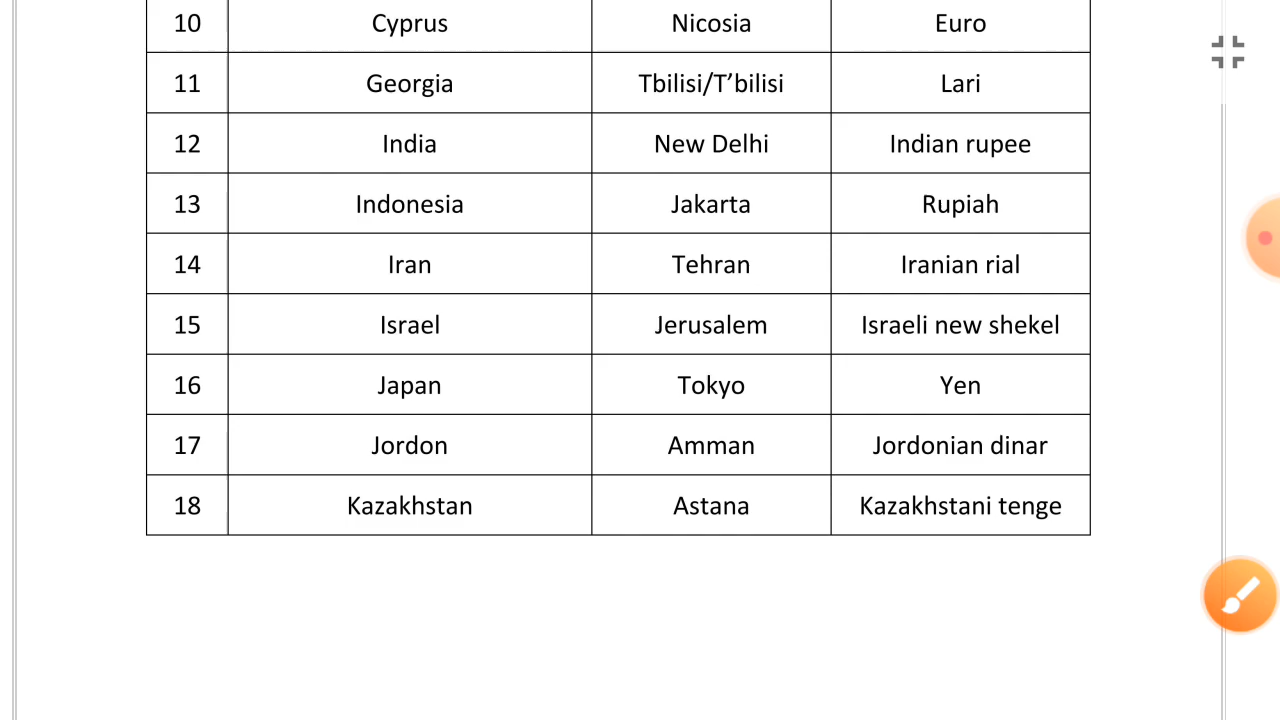 10 Cyprus Nicosia Euro
11 Georgia Tbilisi/T’bilisi Lari
12 India New Delhi Indian rupee
13 Indonesia Jakarta Rupiah
14 Iran Tehran Iranian rial
15 Israel Jerusalem Israeli new shekel
16 Japan Tokyo Yen
17 Jordon Amman Jordonian dinar
18 Kazakhstan Astana Kazakhstani tenge